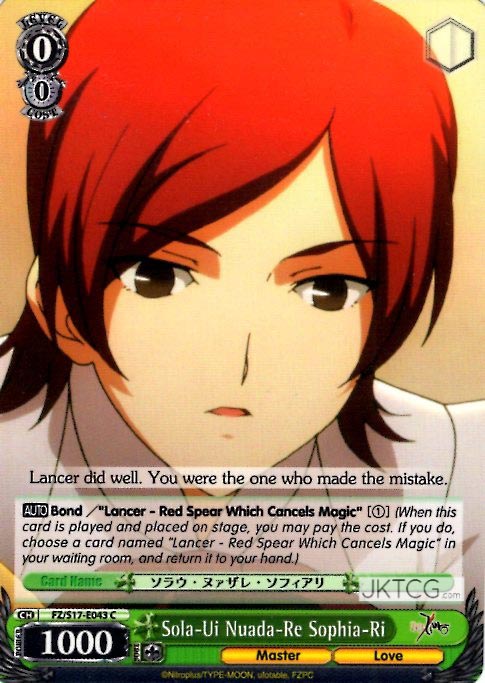 LEVEL
0
0
COST
Lancer did well. You were the one who made the mistake.
AUTO Bond ／"Lancer - Red Spear Which Cancels Magic" [①] (When this
card is played and placed on stage, you may pay the cost. If you do,
choose a card named "Lancer - Red Spear Which Cancels Magic" in
your waiting room, and return it to your hand.)
Card Name ソラウ・ヌァザレ・ソフィアリ
JKTCG.com
CH FZ/S17-E043 C
POWER 1000 SOUL
Sola-Ui Nuada-Re Sophia-Ri
Master Love
©Nitroplus/TYPE-MOON, ufotable, FZPC